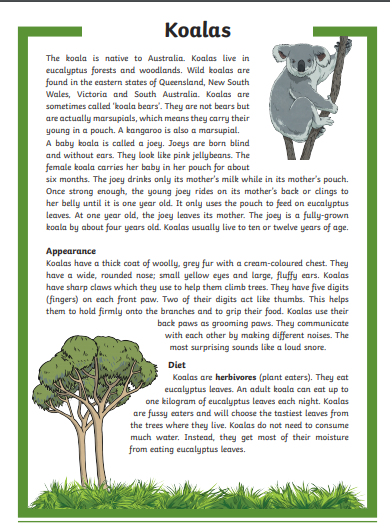 Koalas
The koala is native to Australia. Koalas live in
eucalyptus forests and woodlands. Wild koalas are
found in the eastern states of Queensland, New South
Wales, Victoria and South Australia. Koalas are
sometimes called 'koala bears'. They are not bears but
are actually marsupials, which means they carry their
young in a pouch. A kangaroo is also a marsupial.
A baby koala is called a joey. Joeys are born blind
and without ears. They look like pink jellybeans. The
female koala carries her baby in her pouch for about
six months. The joey drinks only its mother's milk while in its mother's pouch.
Once strong enough, the young joey rides on its mother's back or clings to
her belly until it is one year old. It only uses the pouch to feed on eucalyptus
leaves. At one year old, the joey leaves its mother. The joey is a fully-grown
koala by about four years old. Koalas usually live to ten or twelve years of age.
Appearance
Koalas have a thick coat of woolly, grey fur with a cream-coloured chest. They
have a wide, rounded nose; small yellow eyes and large, fluffy ears. Koalas
have sharp claws which they use to help them climb trees. They have five digits
(fingers) on each front paw. Two of their digits act like thumbs. This helps
them to hold firmly onto the branches and to grip their food. Koalas use their
back paws as grooming paws. They communicate
with each other by making different noises. The
most surprising sounds like a loud snore.
Diet
Koalas are herbivores (plant eaters). They eat
eucalyptus leaves. An adult koala can eat up to
one kilogram of eucalyptus leaves each night. Koalas
are fussy eaters and will choose the tastiest leaves from
the trees where they live. Koalas do not need to consume
much water. Instead, they get most of their moisture
from eating eucalyptus leaves.